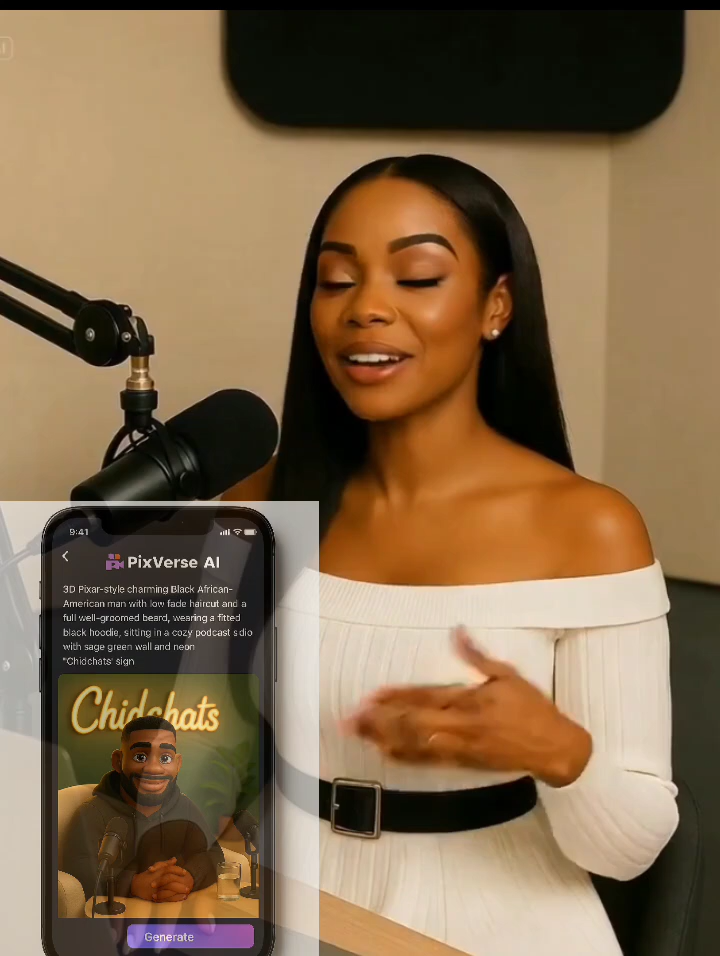 AI
9:41
PixVerse AI
3D Pixar-style charming Black African-
American man with low fade haircut and a
full well-groomed beard, wearing a fitted
black hoodie, sitting in a cozy podcast sdio
with sage green wall and neon
"Chidchats' sign
Chidchats
Generate